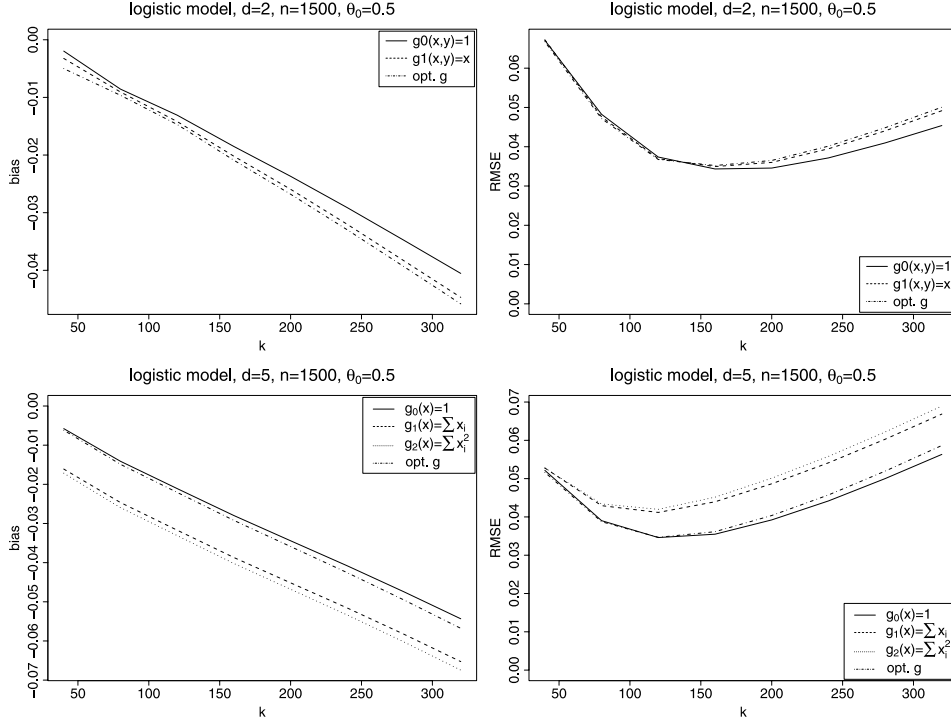 logistic model, d=2, n=1500, θ₀=0.5
bias
0.00
−0.01
−0.02
−0.03
−0.04
g0(x,y)=1
g1(x,y)=x
opt. g
50 100 150 200 250 300
k
logistic model, d=2, n=1500, θ₀=0.5
RMSE
0.06
0.05
0.04
0.03
0.02
0.01
0.00
g0(x,y)=1
g1(x,y)=x
opt. g
50 100 150 200 250 300
k
logistic model, d=5, n=1500, θ₀=0.5
bias
0.00
−0.01
−0.02
−0.03
−0.04
−0.05
−0.06
−0.07
g₀(x)=1
g₁(x)=∑ xᵢ
g₂(x)=∑ xᵢ²
opt. g
50 100 150 200 250 300
k
logistic model, d=5, n=1500, θ₀=0.5
RMSE
0.07
0.06
0.05
0.04
0.03
0.02
0.01
0.00
g₀(x)=1
g₁(x)=∑ xᵢ
g₂(x)=∑ xᵢ²
opt. g
50 100 150 200 250 300
k